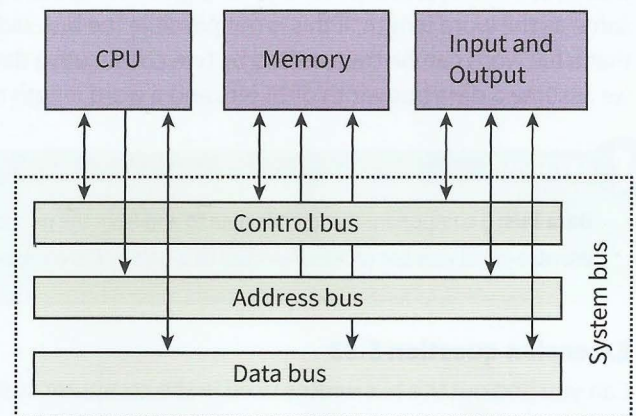 CPU
Memory
Input and
Output
Control bus
Address bus
Data bus
System bus